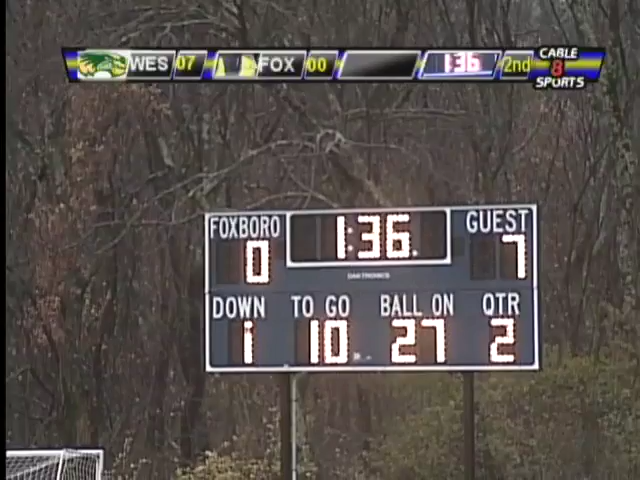 WES 07 FOX 00 1:36 2nd CABLE 8 SPORTS
FOXBORO 1:36 GUEST
0 7
DAKTRONICS
DOWN TO GO BALL ON QTR
1 10 27 2